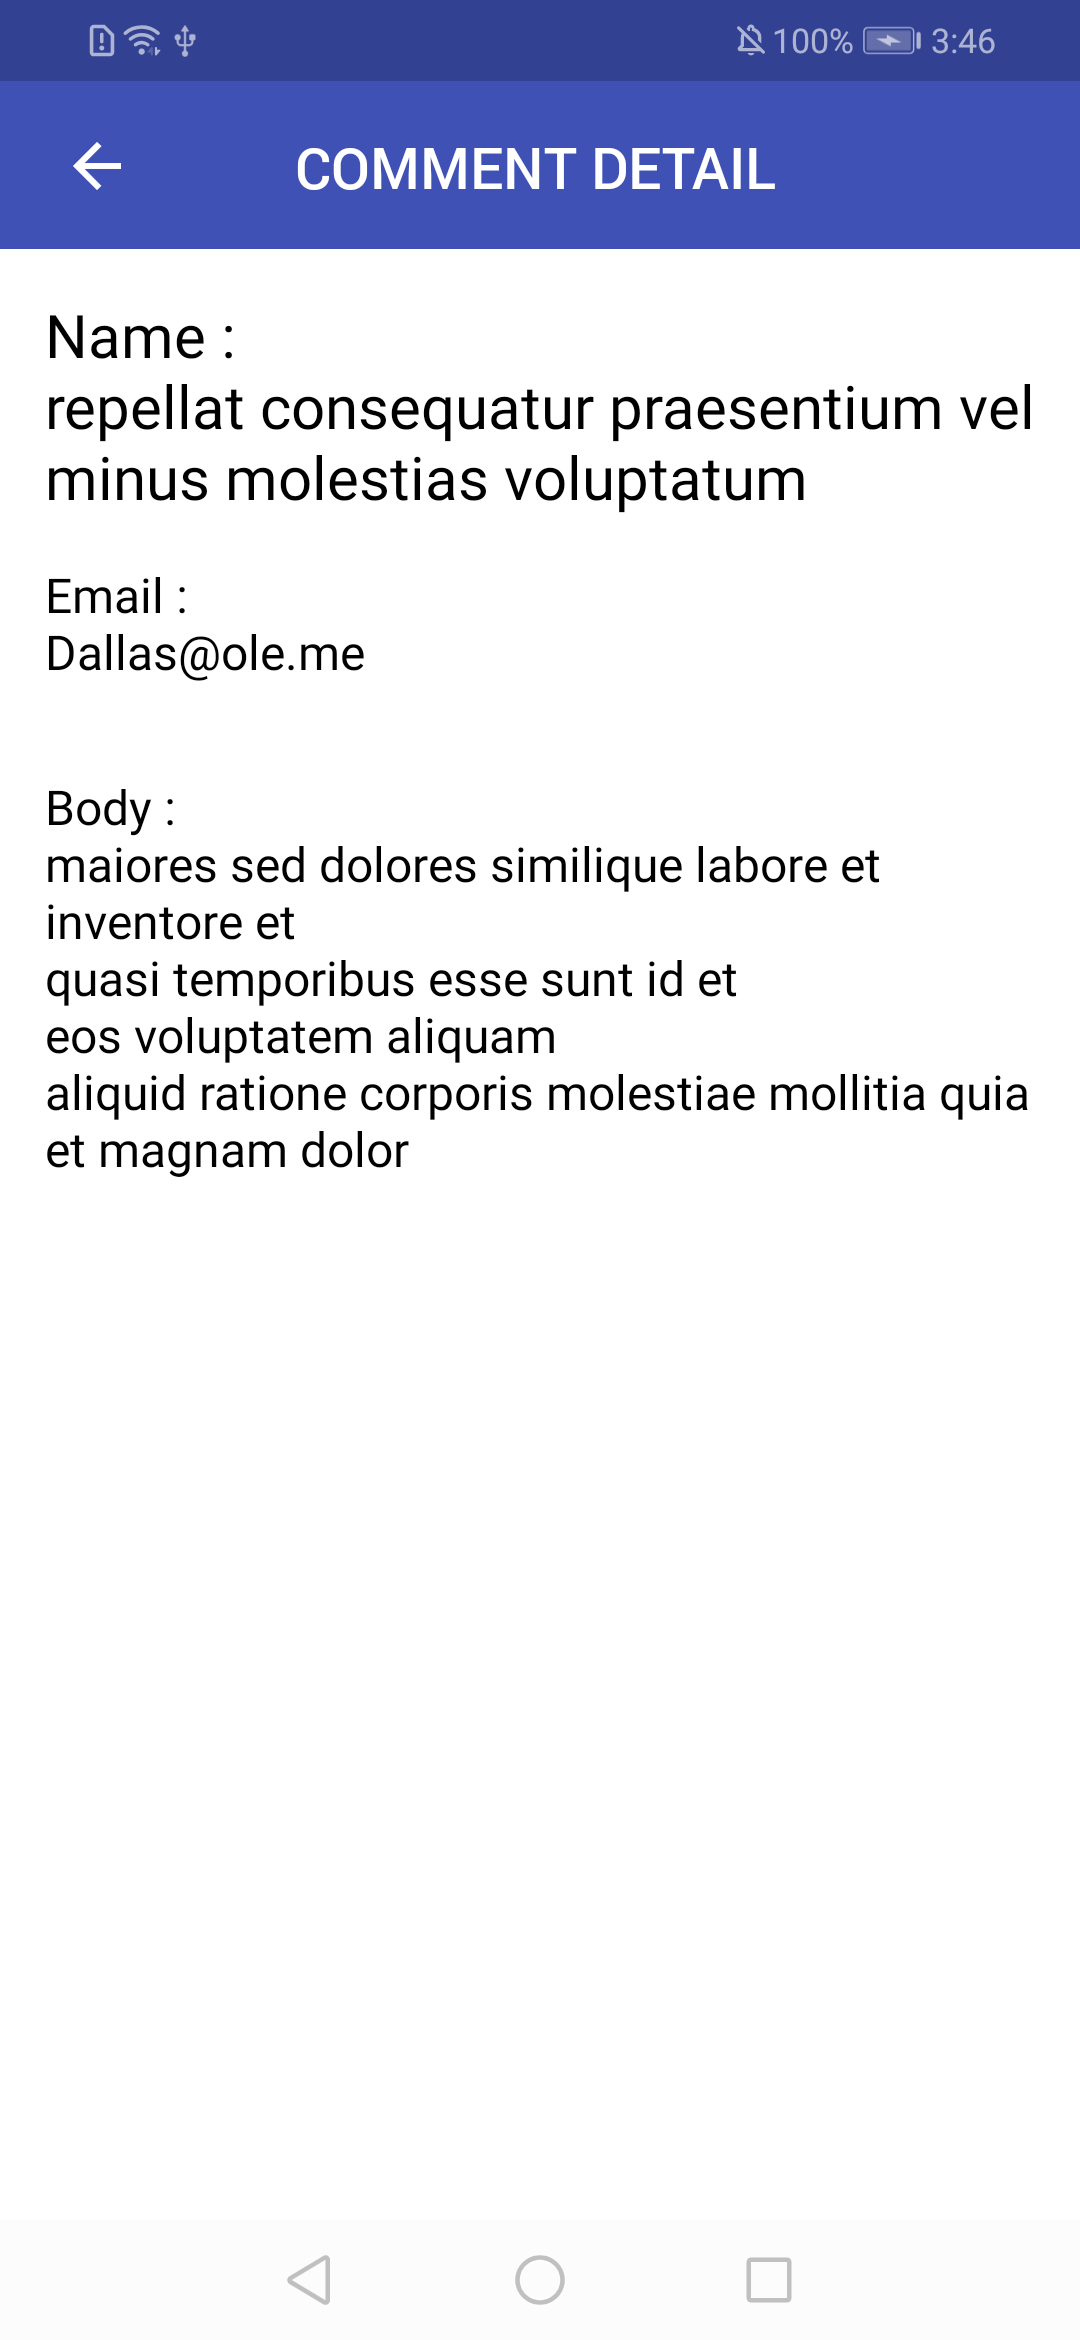 100% 3:46
COMMENT DETAIL
Name :
repellat consequatur praesentium vel
minus molestias voluptatum
Email :
Dallas@ole.me
Body :
maiores sed dolores similique labore et
inventore et
quasi temporibus esse sunt id et
eos voluptatem aliquam
aliquid ratione corporis molestiae mollitia quia
et magnam dolor